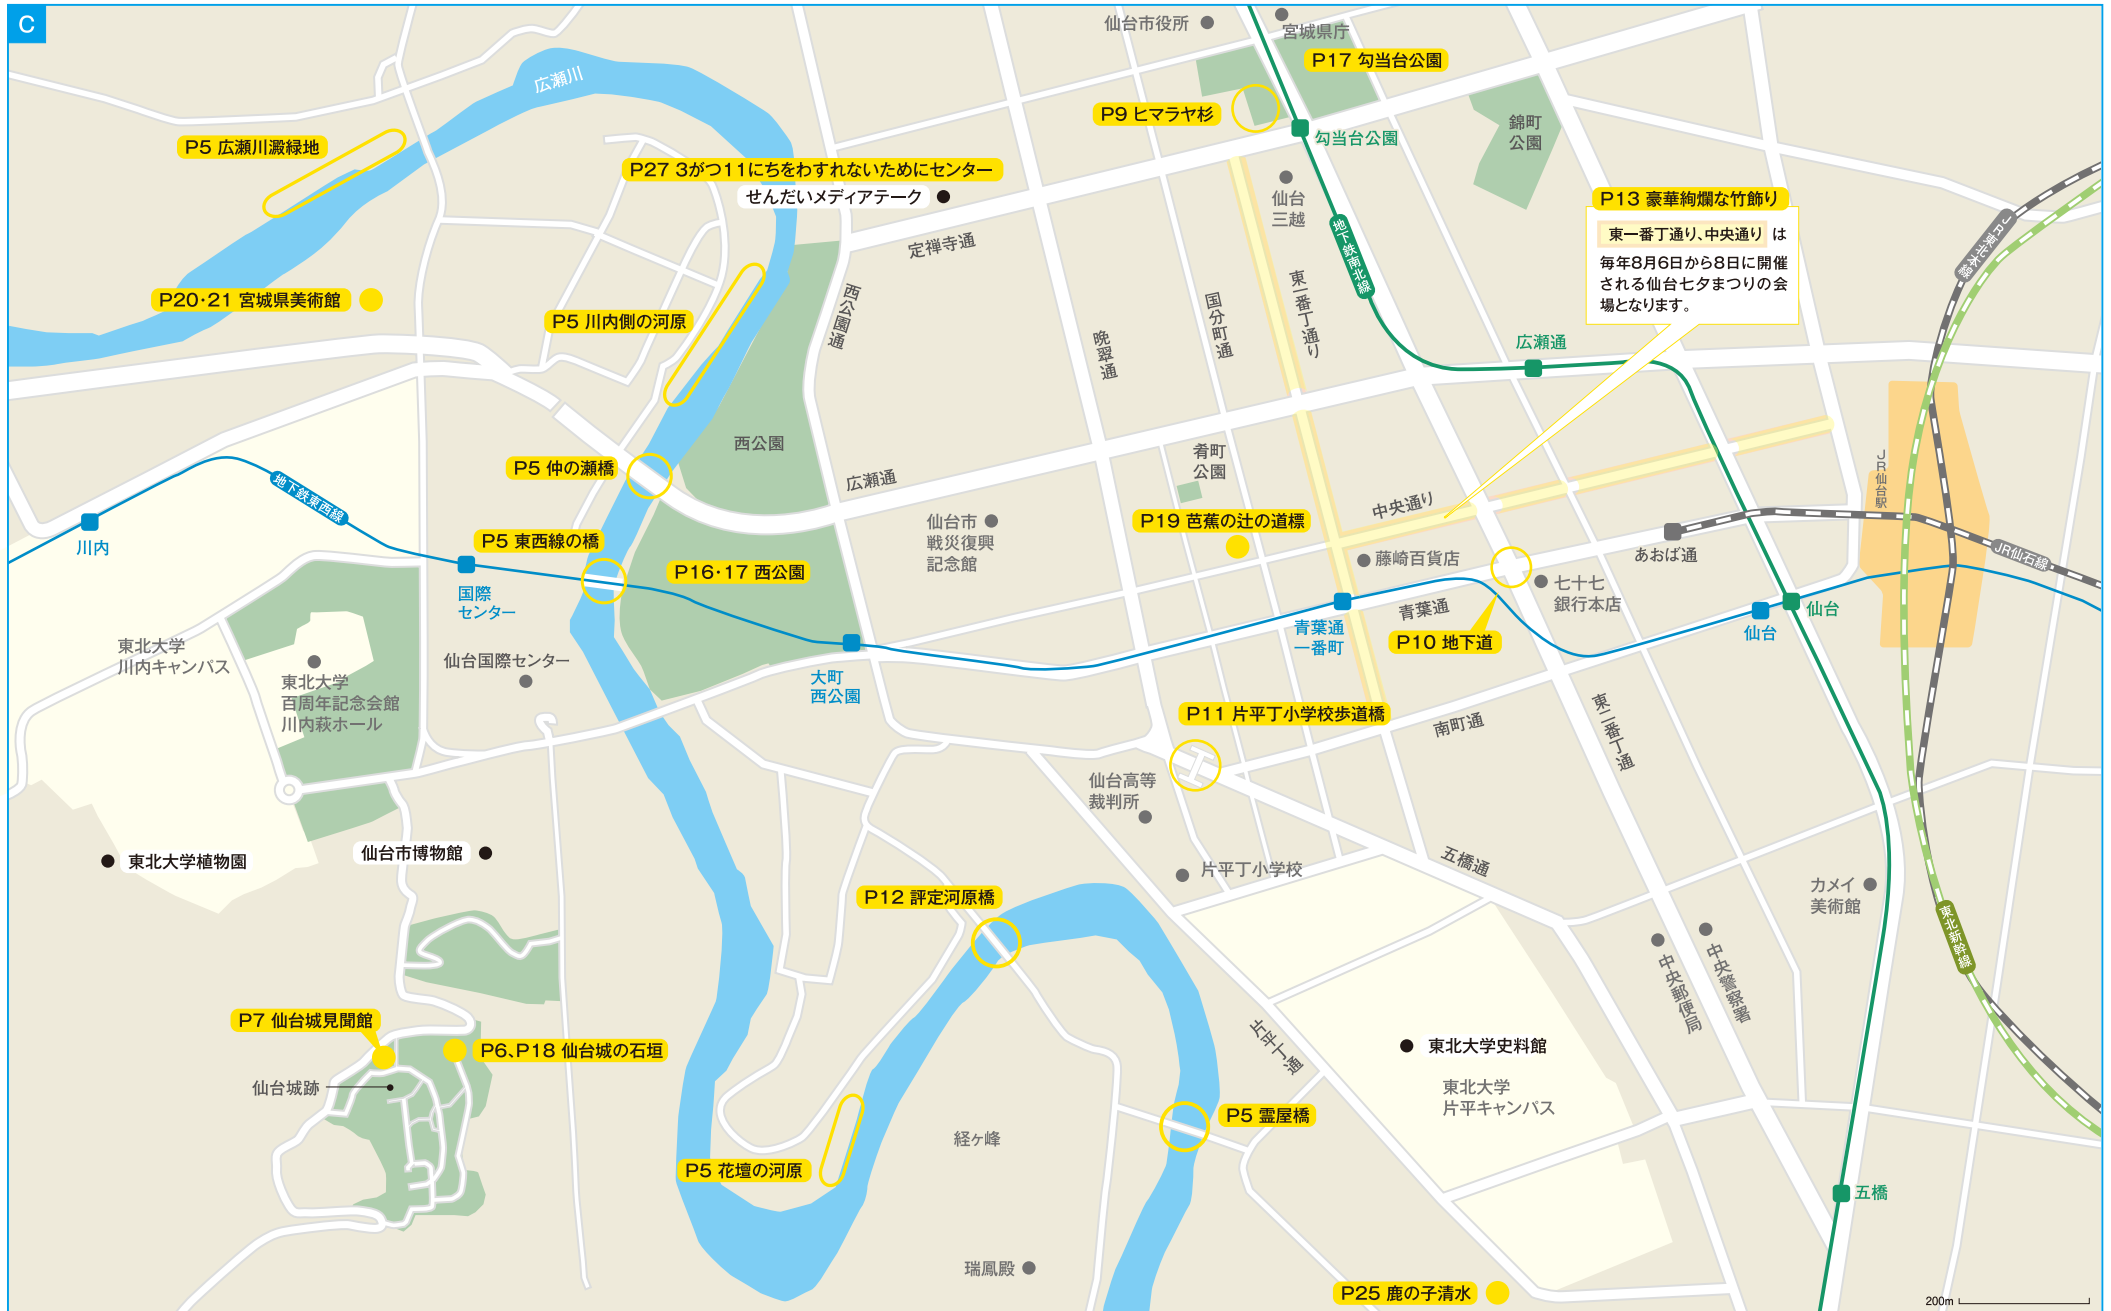 C
仙台市役所
宮城県庁
P17 勾当台公園
広瀬川
P9 ヒマラヤ杉
勾当台公園
錦町
公園
P5 広瀬川澱緑地
P27 3がつ11にちをわすれないためにセンター
せんだいメディアテーク
仙台
三越
P13 豪華絢爛な竹飾り
東一番丁通り、中央通り は
毎年8月6日から8日に開催
される仙台七夕まつりの会
場となります。
地下鉄南北線
JR東北本線
定禅寺通
P20・21 宮城県美術館
P5 川内側の河原
西公園通
晩翠通
国分町通
東一番丁通り
広瀬通
西公園
P5 仲の瀬橋
広瀬通
肴町
公園
JR仙台駅
地下鉄東西線
川内
仙台市
戦災復興
記念館
P19 芭蕉の辻の道標
中央通り
P5 東西線の橋
P16・17 西公園
藤崎百貨店
あおば通
JR仙石線
国際
センター
七十七
銀行本店
青葉通
青葉通
一番町
P10 地下道
仙台
仙台
東北大学
川内キャンパス
仙台国際センター
東北大学
百周年記念会館
川内萩ホール
大町
西公園
P11 片平丁小学校歩道橋
南町通
東二番丁通
仙台高等
裁判所
東北大学植物園
仙台市博物館
片平丁小学校
五橋通
P12 評定河原橋
カメイ
美術館
中央郵便局
中央警察署
東北新幹線
P7 仙台城見聞館
P6、P18 仙台城の石垣
仙台城跡
片平丁通
東北大学史料館
東北大学
片平キャンパス
P5 霊屋橋
経ヶ峰
P5 花壇の河原
五橋
瑞鳳殿
P25 鹿の子清水
200m